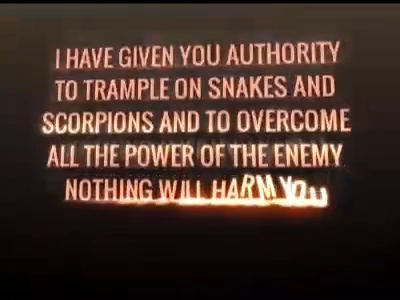 I HAVE GIVEN YOU AUTHORITY
TO TRAMPLE ON SNAKES AND
SCORPIONS AND TO OVERCOME
ALL THE POWER OF THE ENEMY
NOTHING WILL HARM YOU